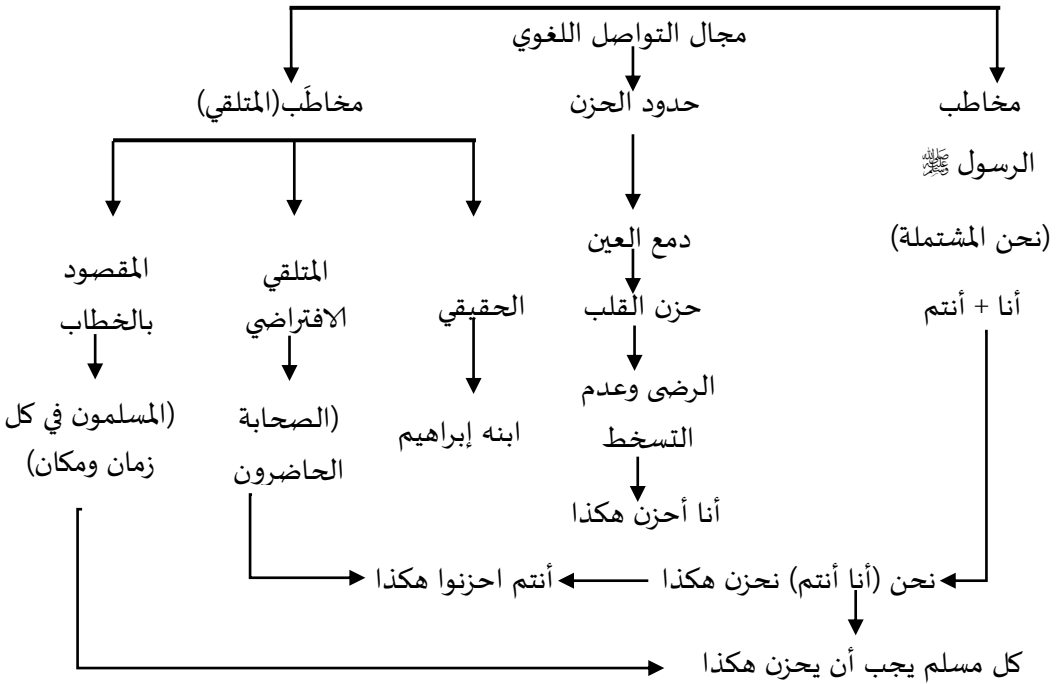 مجال التواصل اللغوي
مخاطب
الرسول ﷺ
(نحن المشتملة)
أنا + أنتم
حدود الحزن
دمع العين
حزن القلب
الرضى وعدم
التسخط
أنا أحزن هكذا
مخاطَب(المتلقي)
الحقيقي
ابنه إبراهيم
المتلقي
الافتراضي
(الصحابة
الحاضرون
المقصود
بالخطاب
(المسلمون في كل
زمان ومكان)
نحن (أنا أنتم) نحزن هكذا
أنتم احزنوا هكذا
كل مسلم يجب أن يحزن هكذا